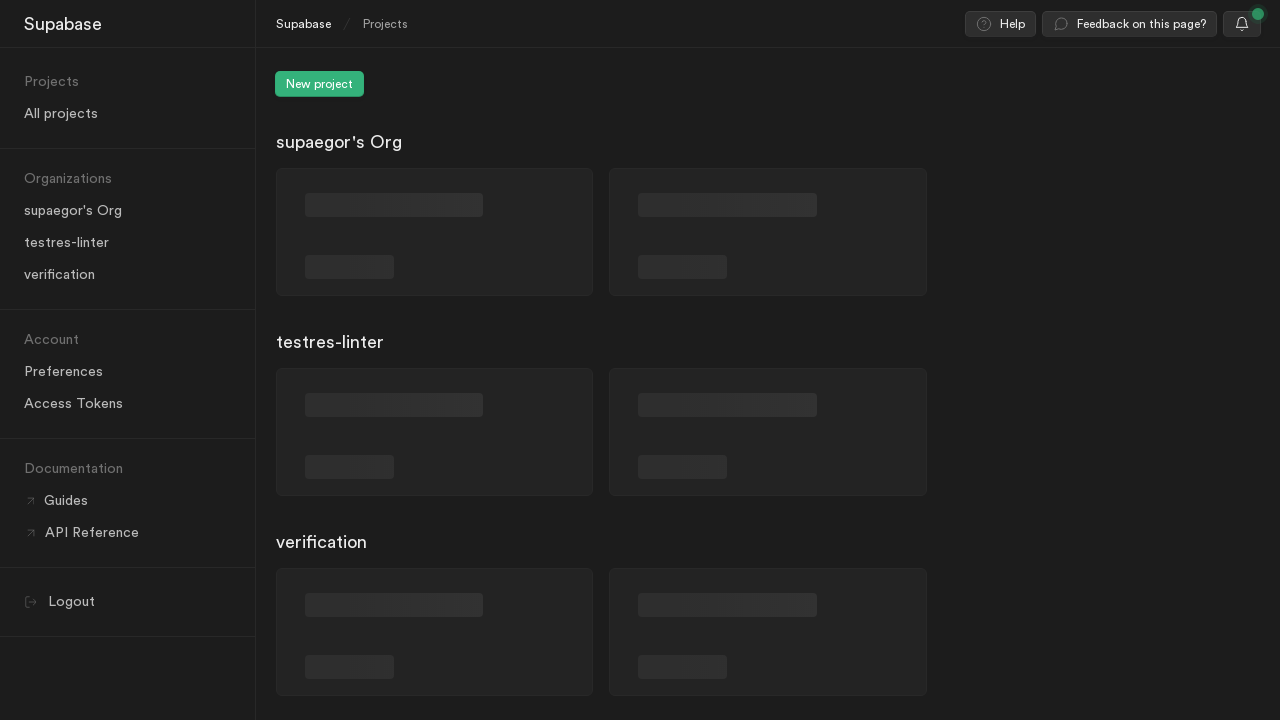 Supabase
Projects
All projects
Organizations
supaegor's Org
testres-linter
verification
Account
Preferences
Access Tokens
Documentation
Guides
API Reference
Logout
Supabase / Projects
Help
Feedback on this page?
New project
supaegor's Org
testres-linter
verification